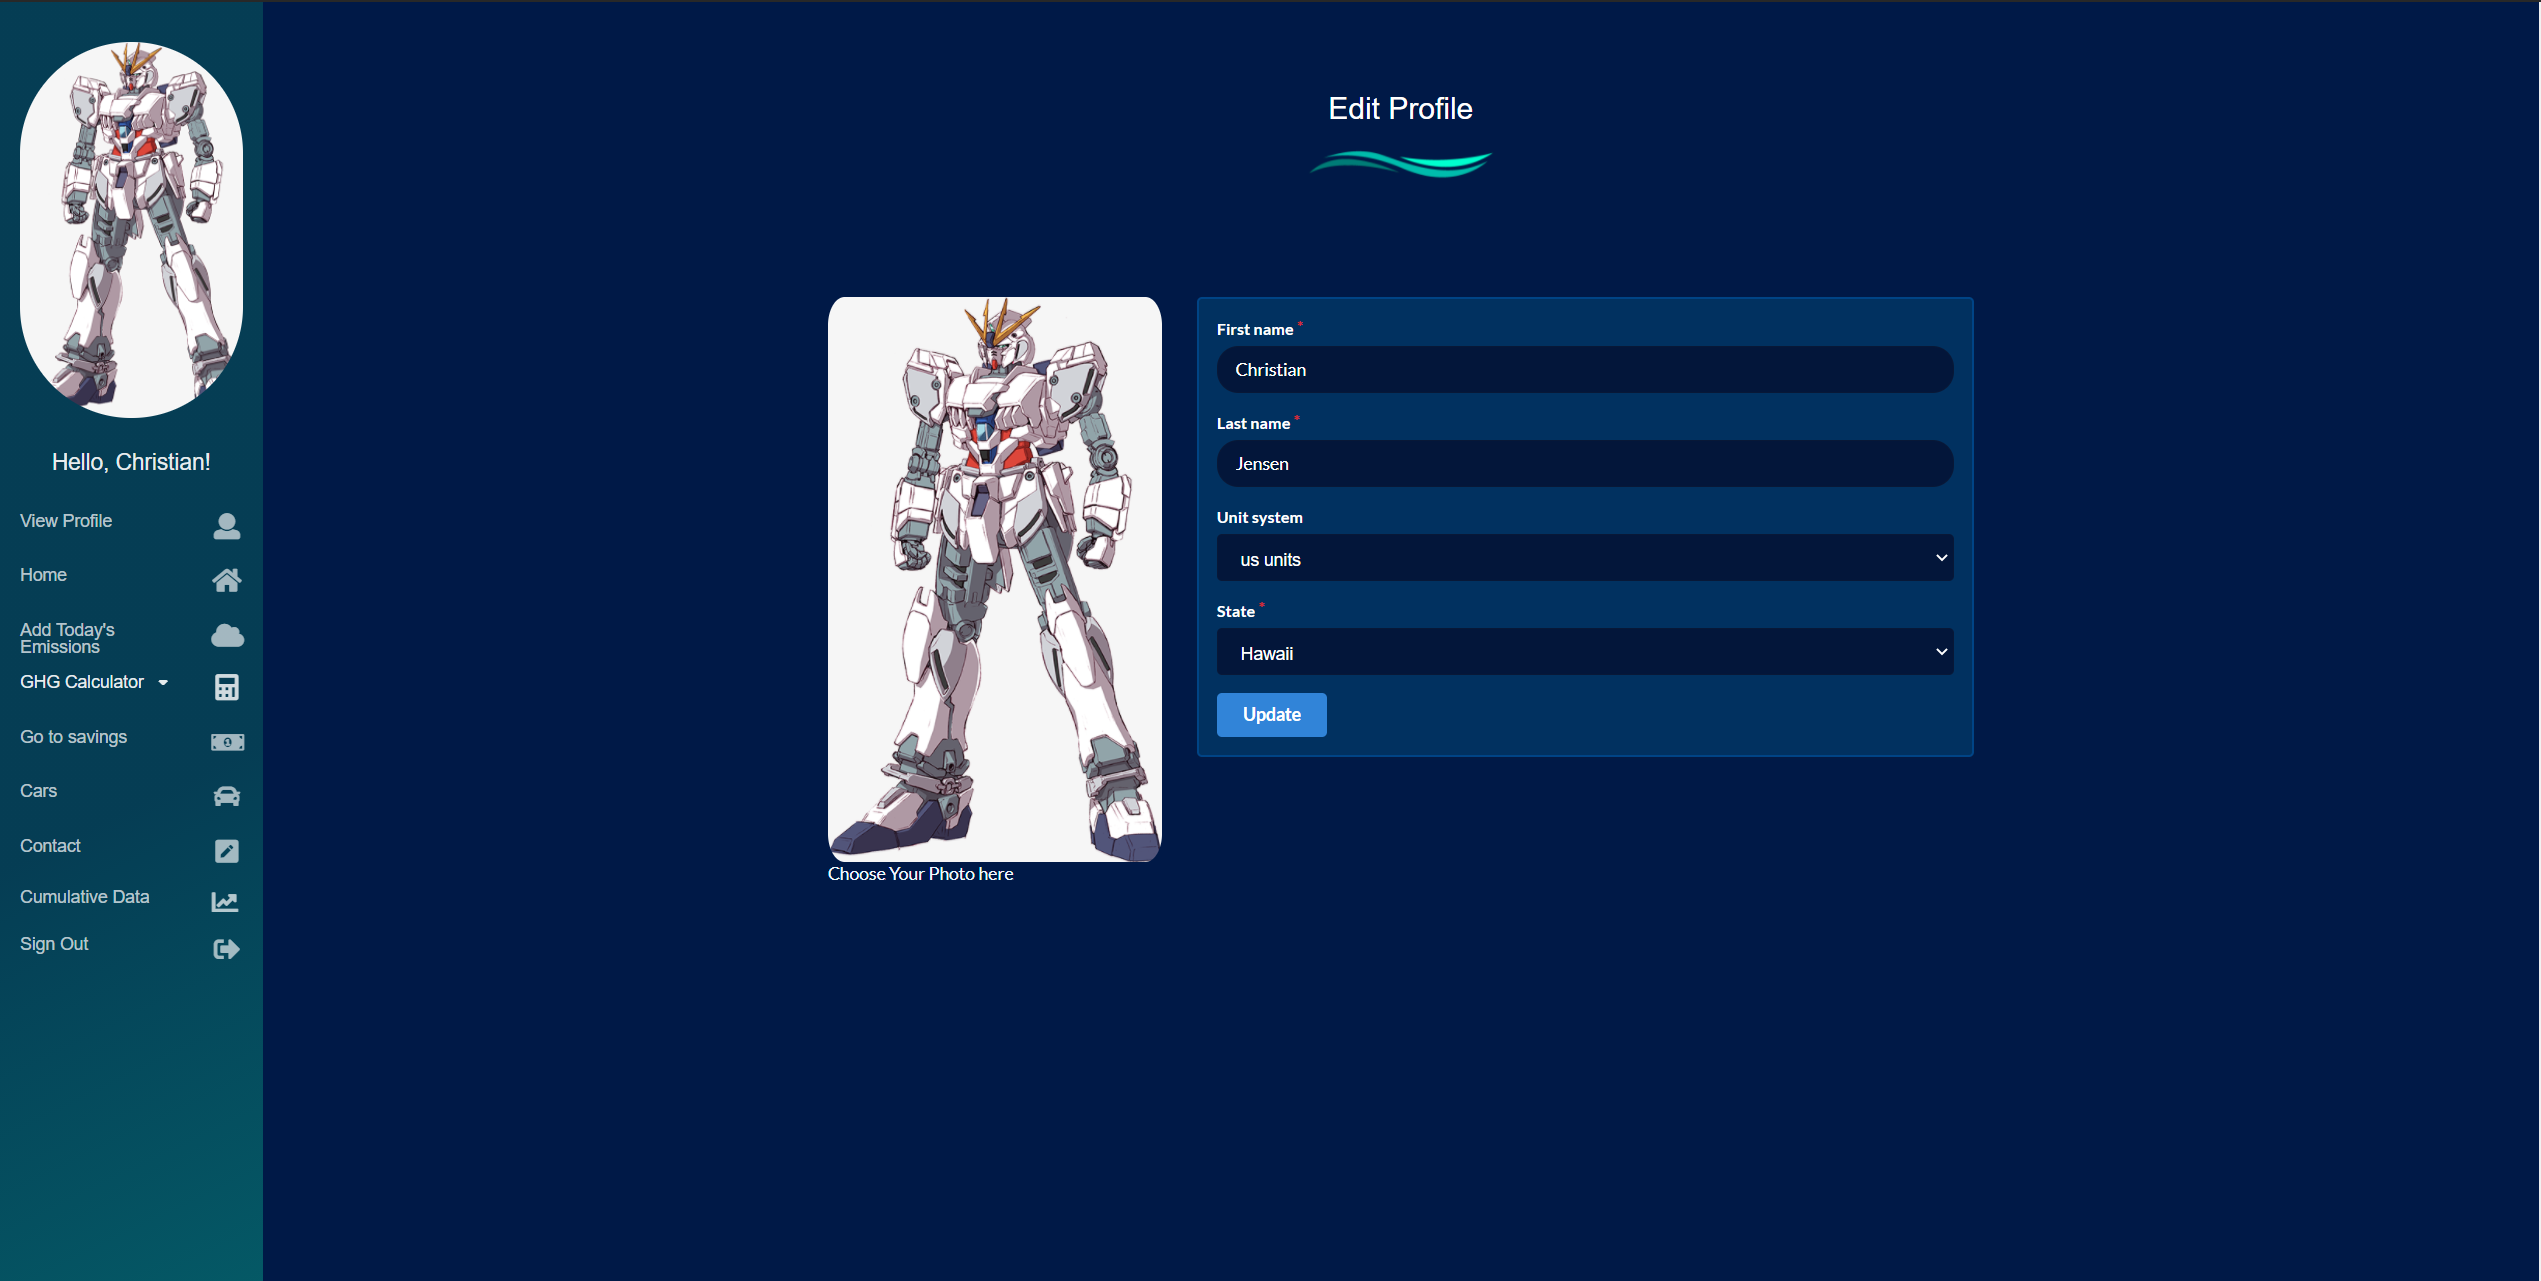 Hello, Christian!
View Profile
Home
Add Today's
Emissions
GHG Calculator
Go to savings
Cars
Contact
Cumulative Data
Sign Out
Edit Profile
Choose Your Photo here
First name *
Christian
Last name *
Jensen
Unit system
us units
State *
Hawaii
Update